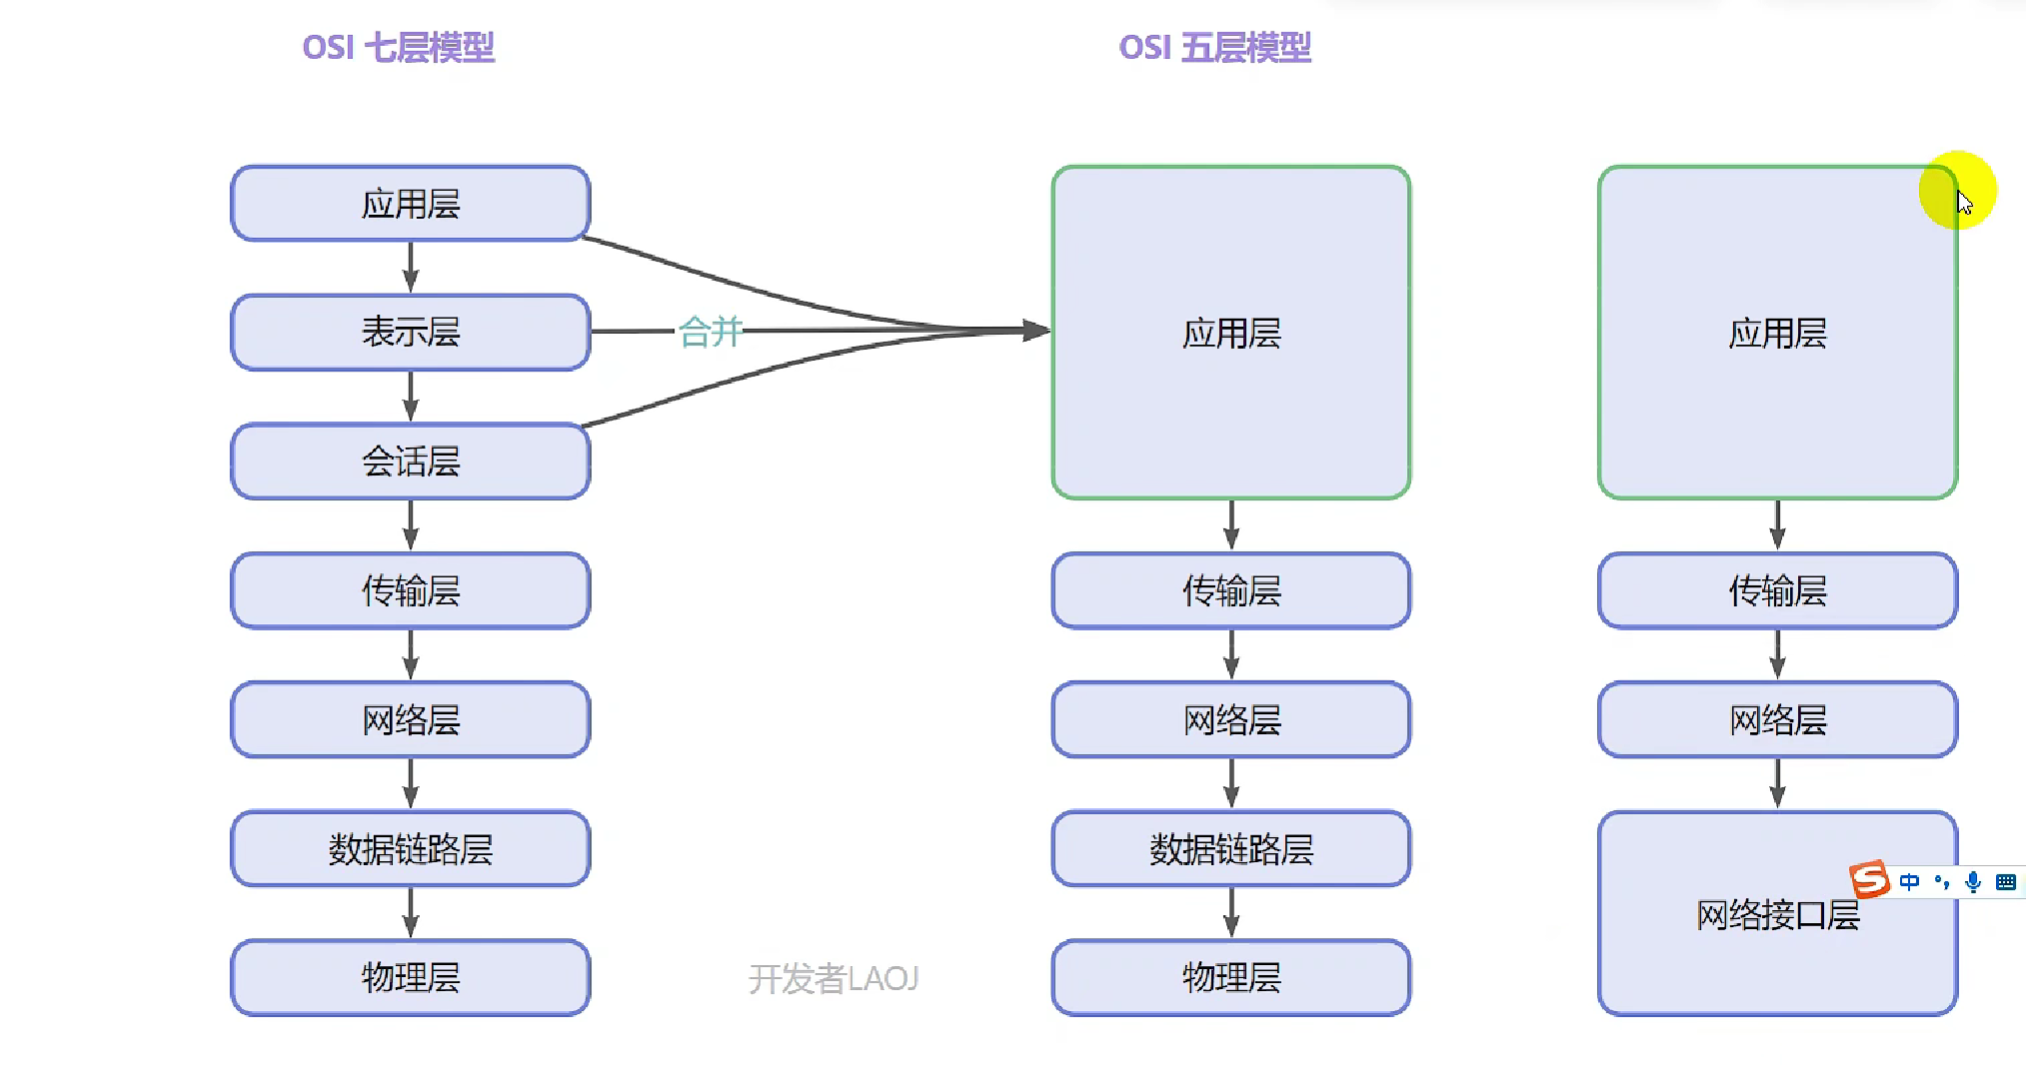 OSI 七层模型
OSI 五层模型
应用层
表示层
会话层
传输层
网络层
数据链路层
物理层
合并
应用层
传输层
网络层
数据链路层
物理层
应用层
传输层
网络层
网络接口层
开发者LAOJ
S中